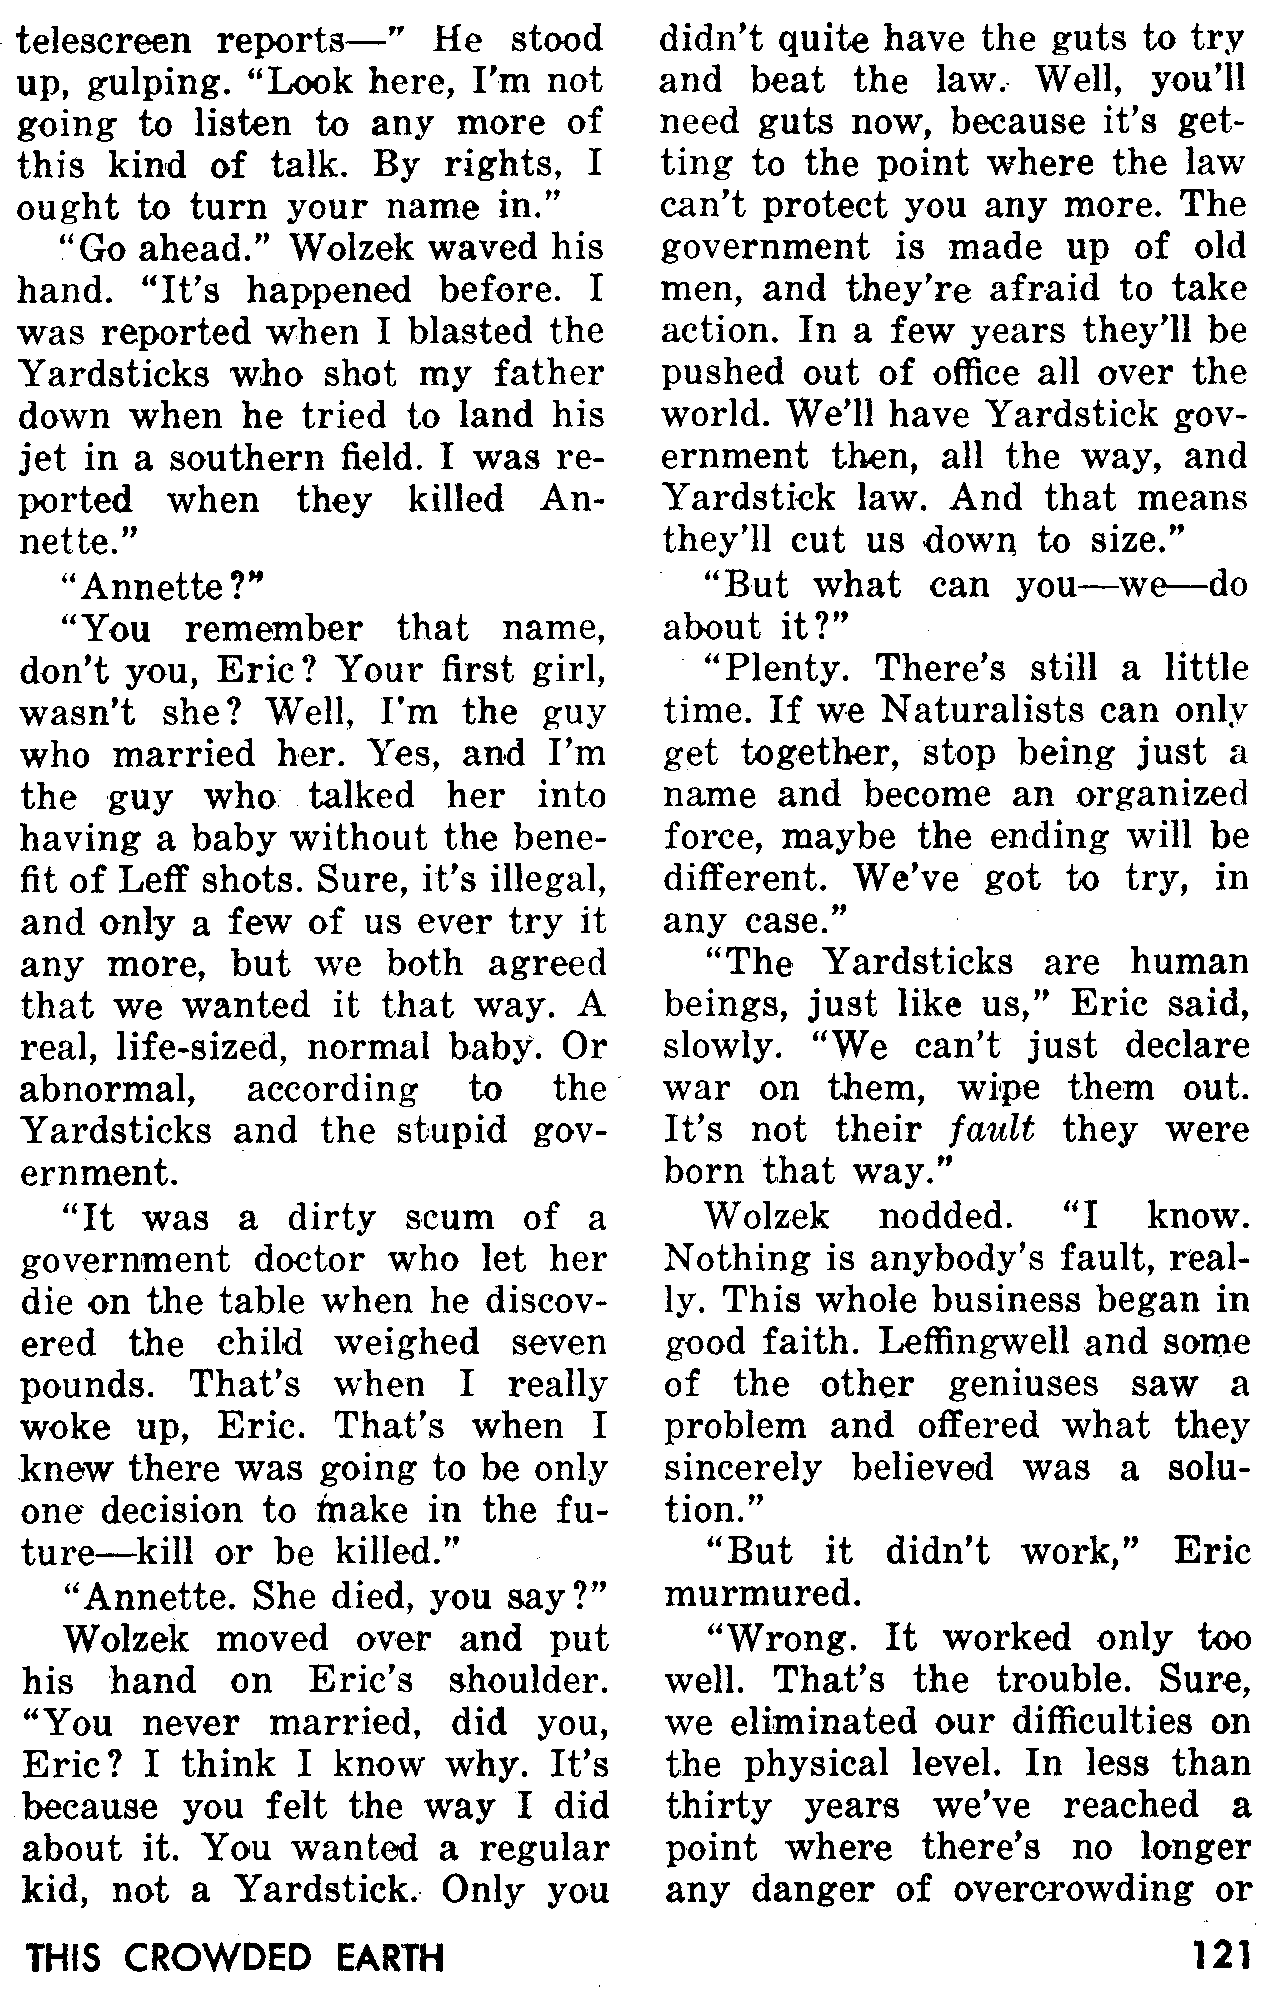 telescreen reports—” He stood
up, gulping. “Look here, I’m not
going to listen to any more of
this kind of talk. By rights, I
ought to turn your name in.”
“Go ahead.” Wolzek waved his
hand. “It’s happened before. I
was reported when I blasted the
Yardsticks who shot my father
down when he tried to land his
jet in a southern field. I was re-
ported when they killed An-
nette.”
“Annette?”
“You remember that name,
don’t you, Eric? Your first girl,
wasn’t she? Well, I’m the guy
who married her. Yes, and I’m
the guy who talked her into
having a baby without the bene-
fit of Leff shots. Sure, it’s illegal,
and only a few of us ever try it
any more, but we both agreed
that we wanted it that way. A
real, life-sized, normal baby. Or
abnormal, according to the
Yardsticks and the stupid gov-
ernment.
“It was a dirty scum of a
government doctor who let her
die on the table when he discov-
ered the child weighed seven
pounds. That’s when I really
woke up, Eric. That’s when I
knew there was going to be only
one decision to make in the fu-
ture—kill or be killed.”
“Annette. She died, you say?”
Wolzek moved over and put
his hand on Eric’s shoulder.
“You never married, did you,
Eric? I think I know why. It’s
because you felt the way I did
about it. You wanted a regular
kid, not a Yardstick. Only you
didn’t quite have the guts to try
and beat the law. Well, you’ll
need guts now, because it’s get-
ting to the point where the law
can’t protect you any more. The
government is made up of old
men, and they’re afraid to take
action. In a few years they’ll be
pushed out of office all over the
world. We’ll have Yardstick gov-
ernment then, all the way, and
Yardstick law. And that means
they’ll cut us down to size.”
“But what can you—we—do
about it?”
“Plenty. There’s still a little
time. If we Naturalists can only
get together, stop being just a
name and become an organized
force, maybe the ending will be
different. We’ve got to try, in
any case.”
“The Yardsticks are human
beings, just like us,” Eric said,
slowly. “We can’t just declare
war on them, wipe them out.
It’s not their fault they were
born that way.”
Wolzek nodded. “I know.
Nothing is anybody’s fault, real-
ly. This whole business began in
good faith. Leffingwell and some
of the other geniuses saw a
problem and offered what they
sincerely believed was a solu-
tion.”
“But it didn’t work,” Eric
murmured.
“Wrong. It worked only too
well. That’s the trouble. Sure,
we eliminated our difficulties on
the physical level. In less than
thirty years we’ve reached a
point where there’s no longer
any danger of overcrowding or
THIS CROWDED EARTH 121